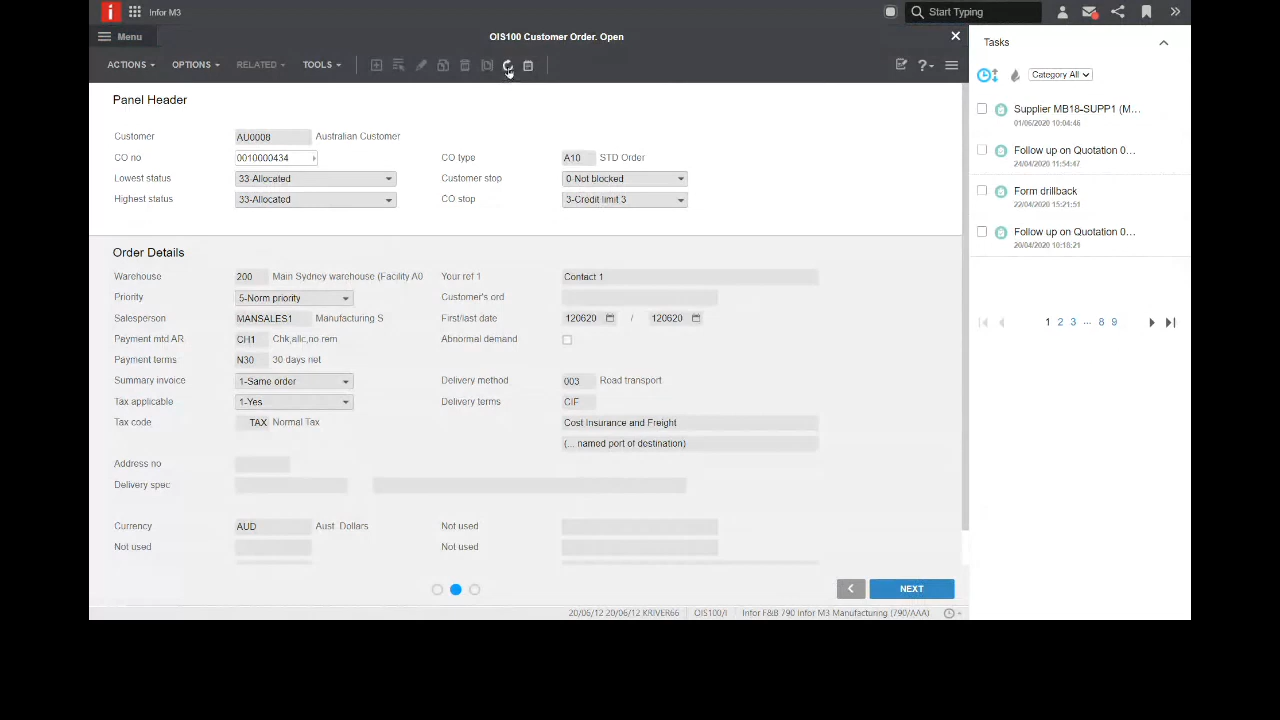 Infor M3
Start Typing
Menu
OIS100 Customer Order. Open
ACTIONS OPTIONS RELATED TOOLS
Panel Header
Customer AU0008 Australian Customer
CO no 0010000434 CO type A10 STD Order
Lowest status 33-Allocated Customer stop 0-Not blocked
Highest status 33-Allocated CO stop 3-Credit limit 3
Order Details
Warehouse 200 Main Sydney warehouse (Facility A0 Your ref 1 Contact 1
Priority 5-Norm priority Customer's ord
Salesperson MANSALES1 Manufacturing S First/last date 120620 / 120620
Payment mtd AR CH1 Chk,allc,no rem Abnormal demand
Payment terms N30 30 days net
Summary invoice 1-Same order Delivery method 003 Road transport
Tax applicable 1-Yes Delivery terms CIF
Tax code TAX Normal Tax Cost Insurance and Freight
(... named port of destination)
Address no
Delivery spec
Currency AUD Aust. Dollars Not used
Not used Not used
NEXT
20/06/12 20/06/12 KRIVER66 OIS100/I Infor F&B 790 Infor M3 Manufacturing (790/AAA)
Tasks
Category All
Supplier MB18-SUPP1 (M...
01/06/2020 10:04:46
Follow up on Quotation 0...
24/04/2020 11:54:47
Form drillback
22/04/2020 15:21:51
Follow up on Quotation 0...
20/04/2020 10:18:21
1 2 3 ... 8 9